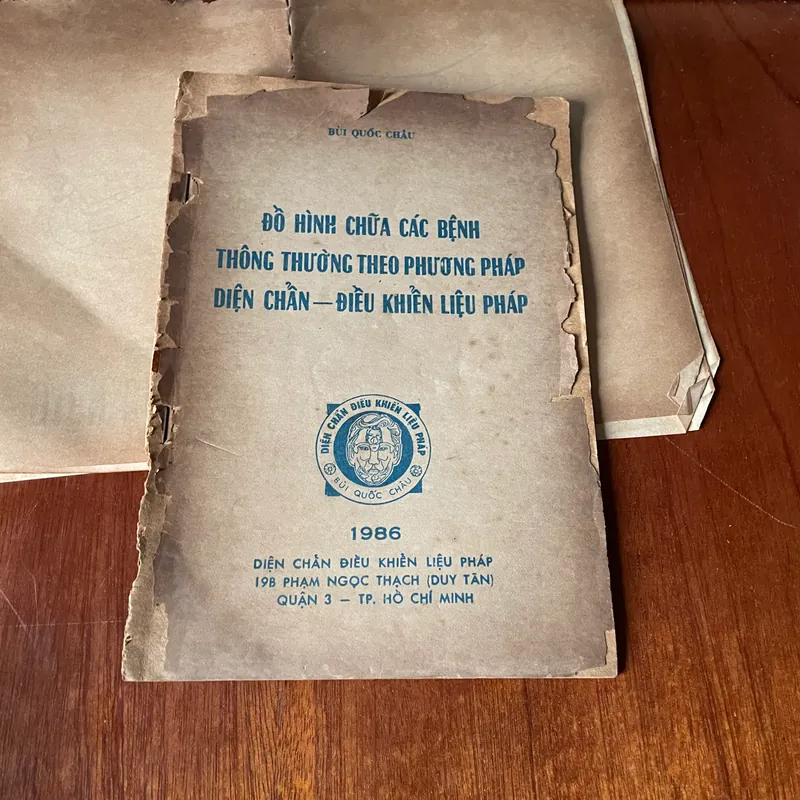 BÙI QUỐC CHÂU
ĐỒ HÌNH CHỮA CÁC BỆNH
THÔNG THƯỜNG THEO PHƯƠNG PHÁP
DIỆN CHẨN — ĐIỀU KHIỂN LIỆU PHÁP
DIỆN CHẨN ĐIỀU KHIỂN LIỆU PHÁP
BÙI QUỐC CHÂU
1986
DIỆN CHẨN ĐIỀU KHIỂN LIỆU PHÁP
19B PHẠM NGỌC THẠCH (DUY TÂN)
QUẬN 3 — TP. HỒ CHÍ MINH